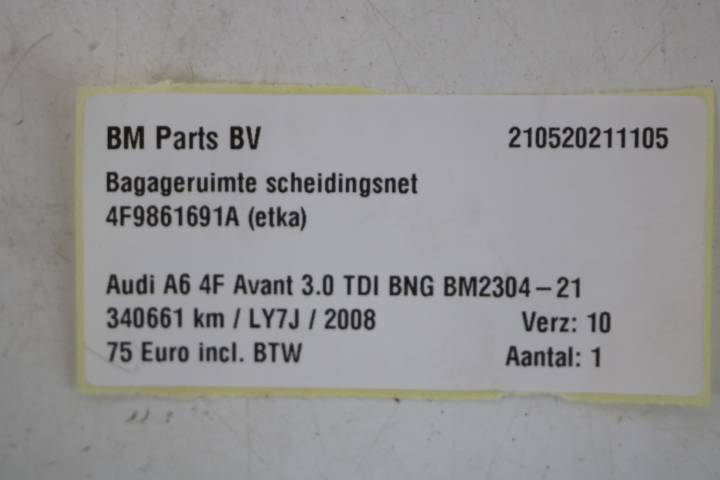 BM Parts BV 210520211105
Bagageruimte scheidingsnet
4F9861691A (etka)
Audi A6 4F Avant 3.0 TDI BNG BM2304-21
340661 km / LY7J / 2008 Verz: 10
75 Euro incl. BTW Aantal: 1